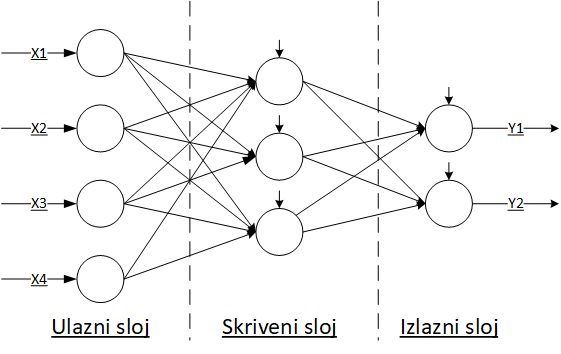 X1
X2
X3
X4
Y1
Y2
Ulazni sloj
Skriveni sloj
Izlazni sloj